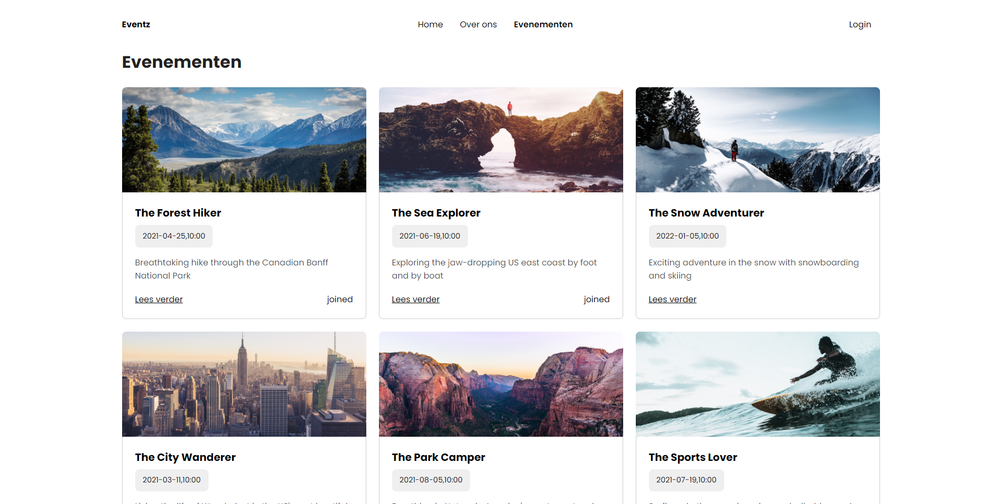 Eventz
Home
Over ons
Evenementen
Login
Evenementen
The Forest Hiker
2021-04-25,10:00
Breathtaking hike through the Canadian Banff
National Park
Lees verder
joined
The Sea Explorer
2021-06-19,10:00
Exploring the jaw-dropping US east coast by foot
and by boat
Lees verder
joined
The Snow Adventurer
2022-01-05,10:00
Exciting adventure in the snow with snowboarding
and skiing
Lees verder
The City Wanderer
2021-03-11,10:00
The Park Camper
2021-08-05,10:00
The Sports Lover
2021-07-19,10:00